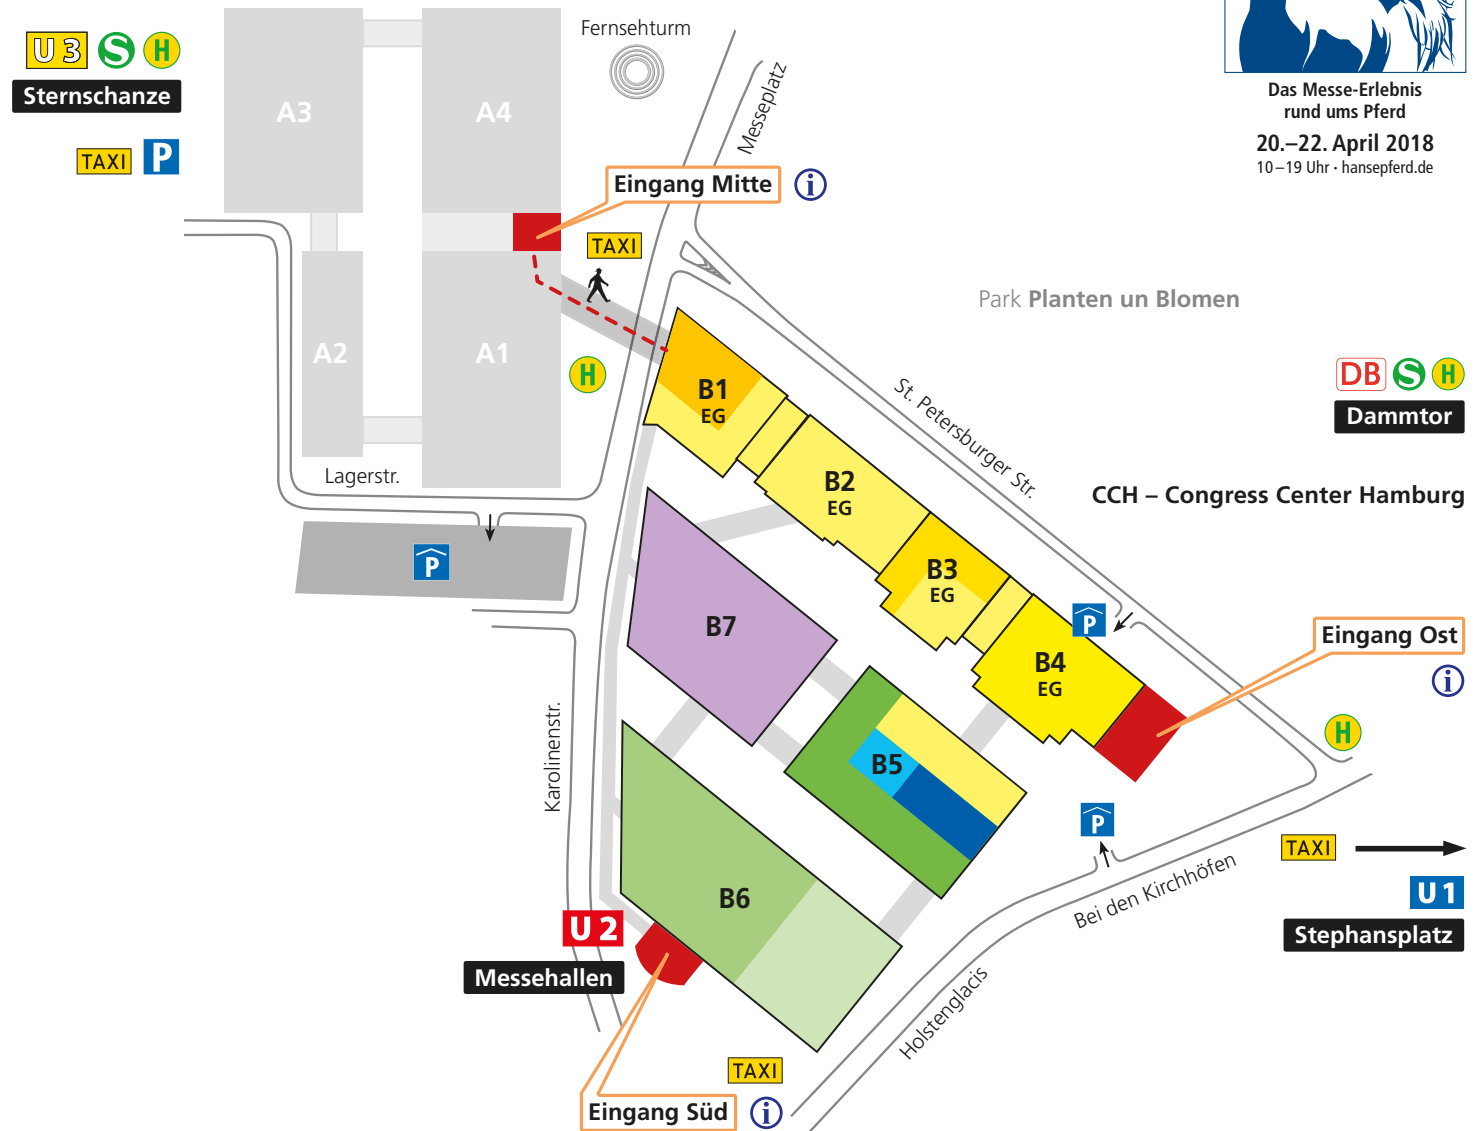 Fernsehturm
U3 S H
Sternschanze
TAXI P
A3
A4
Messeplatz
Das Messe-Erlebnis
rund ums Pferd
20.–22. April 2018
10–19 Uhr · hansepferd.de
Eingang Mitte i
TAXI
Park Planten un Blomen
A2
A1
H
B1
EG
St. Petersburger Str.
DB S H
Dammtor
Lagerstr.
B2
EG
CCH – Congress Center Hamburg
P
B3
EG
B7
P
Eingang Ost
i
B4
EG
Karolinenstr.
B5
H
P
TAXI
Bei den Kirchhöfen
U1
Stephansplatz
B6
U2
Messehallen
Holstenglacis
TAXI
Eingang Süd i